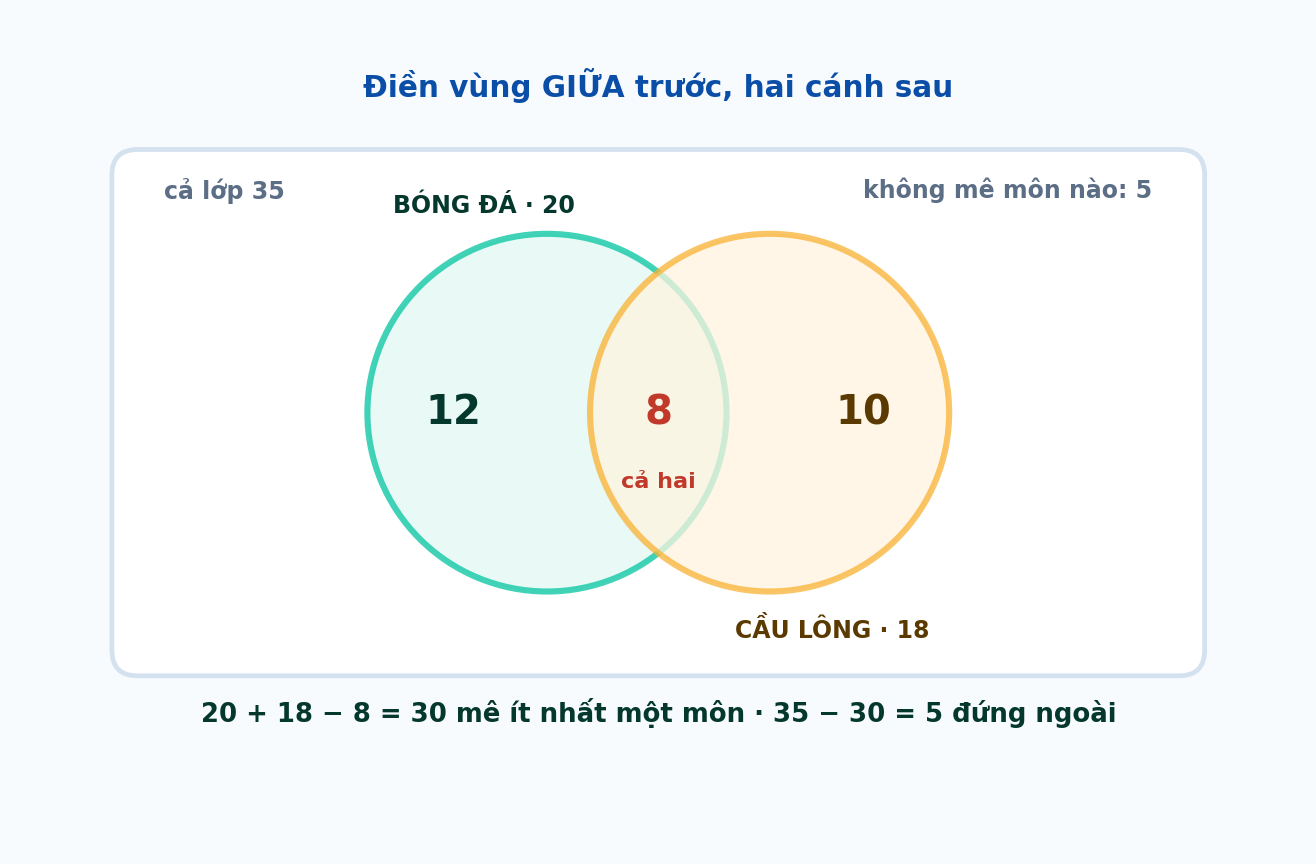 Điền vùng GIỮA trước, hai cánh sau
cả lớp 35
không mê môn nào: 5
BÓNG ĐÁ · 20
12
8
10
cả hai
CẦU LÔNG · 18
20 + 18 − 8 = 30 mê ít nhất một môn · 35 − 30 = 5 đứng ngoài